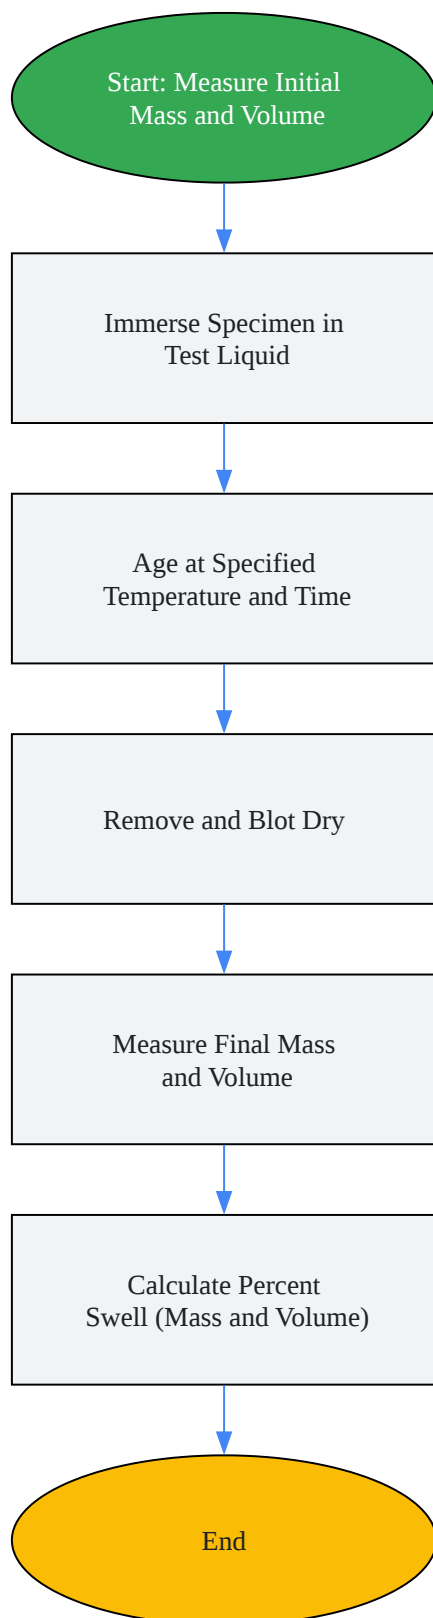 Start: Measure Initial
Mass and Volume
Immerse Specimen in
Test Liquid
Age at Specified
Temperature and Time
Remove and Blot Dry
Measure Final Mass
and Volume
Calculate Percent
Swell (Mass and Volume)
End